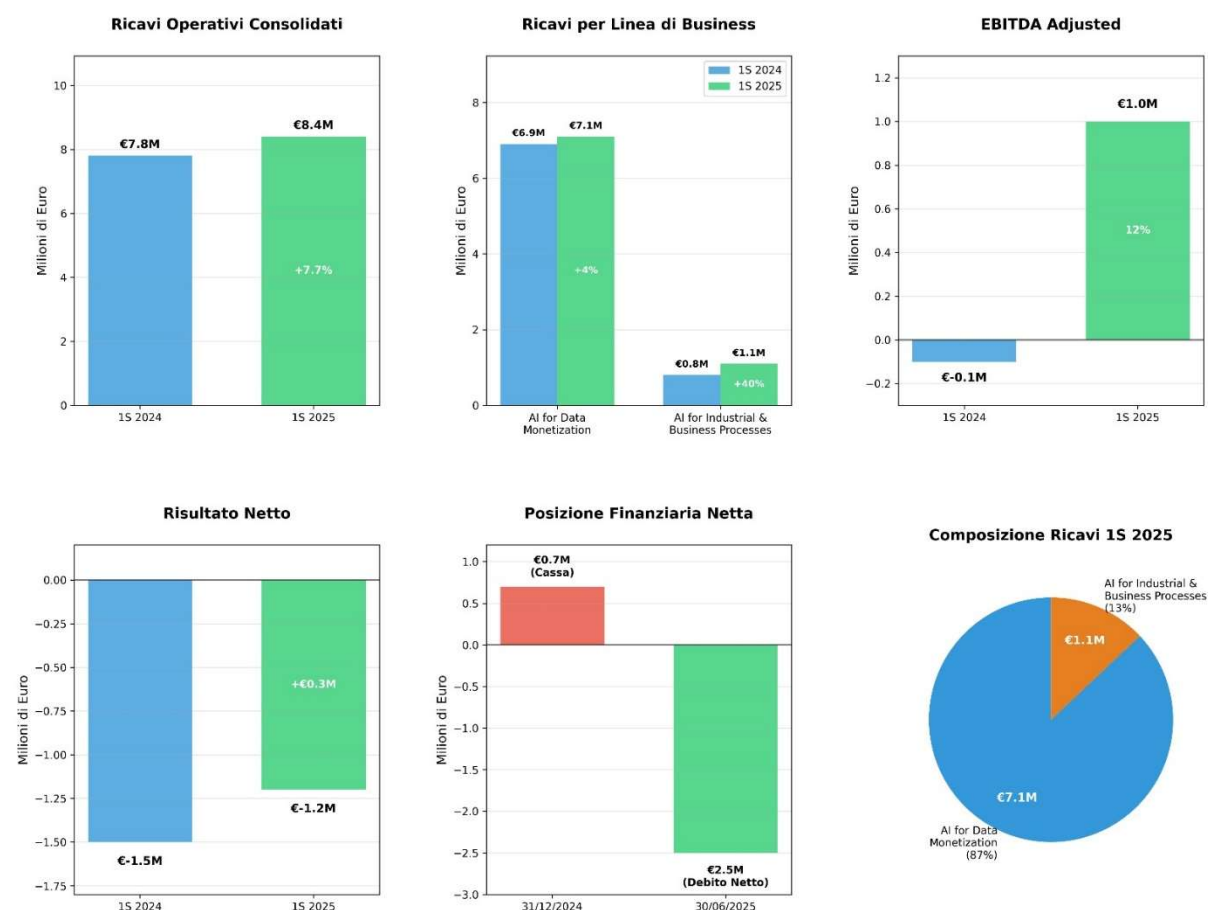 Ricavi Operativi Consolidati
Milioni di Euro
10
8
6
4
2
0
€7.8M
€8.4M
+7.7%
1S 2024
1S 2025
Ricavi per Linea di Business
Milioni di Euro
8
6
4
2
0
1S 2024
1S 2025
€6.9M
€7.1M
+4%
€0.8M
€1.1M
+40%
AI for Data
Monetization
AI for Industrial &
Business Processes
EBITDA Adjusted
Milioni di Euro
1.2
1.0
0.8
0.6
0.4
0.2
0.0
−0.2
€1.0M
12%
€-0.1M
1S 2024
1S 2025
Risultato Netto
Milioni di Euro
0.00
−0.25
−0.50
−0.75
−1.00
−1.25
−1.50
−1.75
+€0.3M
€-1.2M
€-1.5M
1S 2024
1S 2025
Posizione Finanziaria Netta
Milioni di Euro
1.0
0.5
0.0
−0.5
−1.0
−1.5
−2.0
−2.5
−3.0
€0.7M
(Cassa)
€2.5M
(Debito Netto)
31/12/2024
30/06/2025
Composizione Ricavi 1S 2025
AI for Industrial &
Business Processes
(13%)
€1.1M
€7.1M
AI for Data
Monetization
(87%)